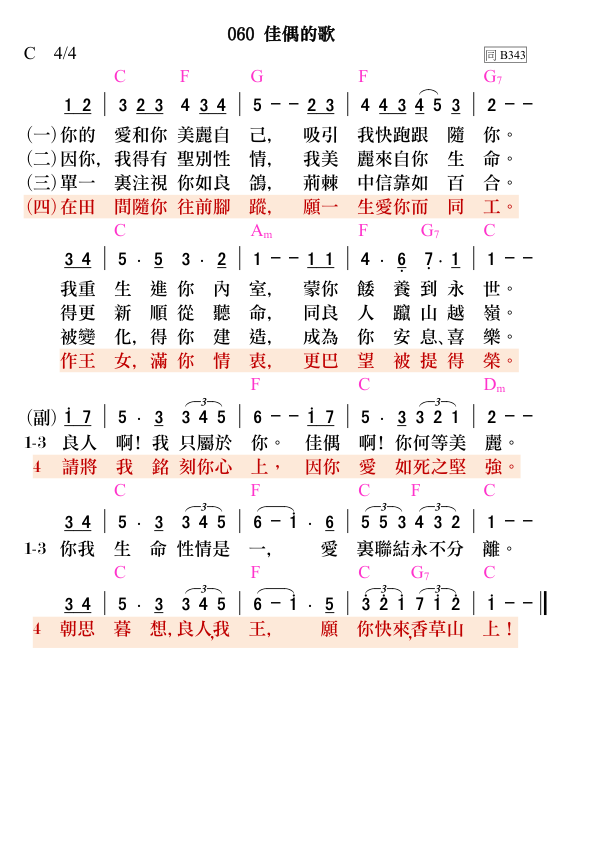 060 佳偶的歌
C 4/4 同 B343
C F G F G7
1 2 | 3 2 3 4 3 4 | 5 - - 2 3 | 4 4 3 4 5 3 | 2 - -
(一)你的 愛和你 美麗自 己， 吸引 我快跑跟 隨 你。
(二)因你，我得有 聖別性 情， 我美 麗來自你 生 命。
(三)單一 裏注視 你如良 鴿， 荊棘 中信靠如 百 合。
(四)在田 間隨你 往前腳 蹤， 願一 生愛你而 同 工。
C Am F G7 C
3 4 | 5 . 5 3 . 2 | 1 - - 1 1 | 4 . 6 7 . 1 | 1 - -
我重 生 進 你 內 室， 蒙你 餧 養 到 永 世。
得更 新 順 從 聽 命， 同良 人 躥 山 越 嶺。
被變 化，得 你 建 造， 成為 你 安 息、喜 樂。
作王 女，滿 你 情 衷， 更巴 望 被 提 得 榮。
F C Dm
(副) i 7 | 5 . 3 3 4 5 | 6 - - i 7 | 5 . 3 3 2 1 | 2 - -
1-3 良人 啊！我 只屬於 你。 佳偶 啊！你何等美 麗。
4 請將 我 銘 刻你心 上， 因你 愛 如死之堅 強。
C F C F C
3 4 | 5 . 3 3 4 5 | 6 - i . 6 | 5 5 3 4 3 2 | 1 - -
1-3 你我 生 命 性情是 一， 愛 裏聯結永不分 離。
C F C G7 C
3 4 | 5 . 3 3 4 5 | 6 - i . 5 | 3 2 i 7 i 2 | i - -
4 朝思 暮 想，良人，我 王， 願 你快來，香草山 上！